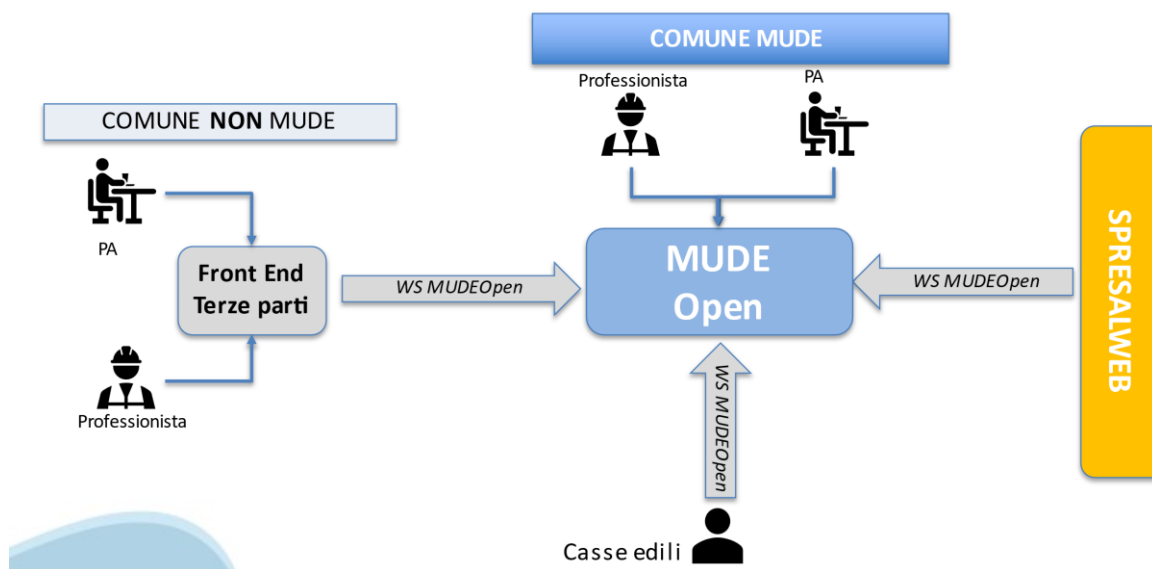 COMUNE MUDE
Professionista
PA
COMUNE NON MUDE
PA
Front End
Terze parti
Professionista
WS MUDEOpen
MUDE
Open
WS MUDEOpen
SPRESALWEB
WS MUDEOpen
Casse edili